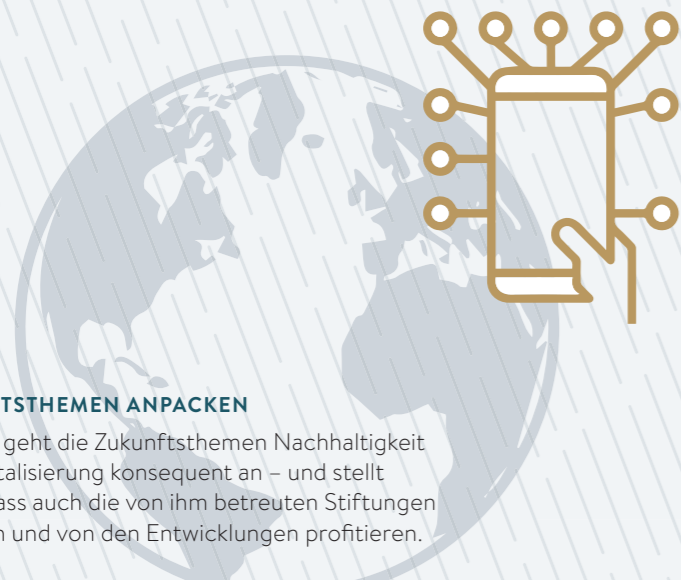 TSTHEMEN ANPACKEN
geht die Zukunftsthemen Nachhaltigkeit
talisierung konsequent an – und stellt
ass auch die von ihm betreuten Stiftungen
und von den Entwicklungen profitieren.